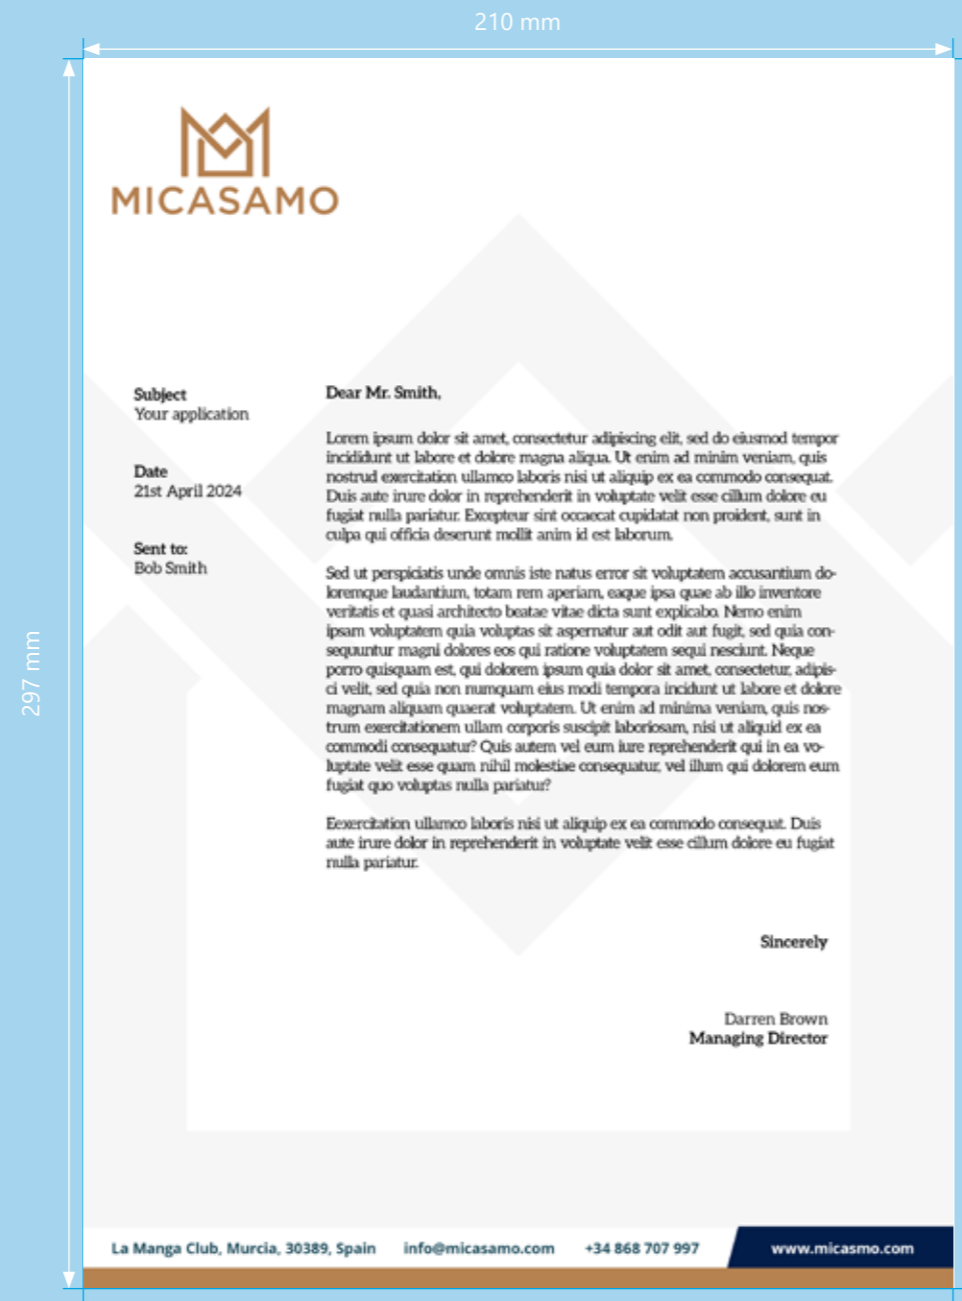 210 mm
297 mm
MICASAMO
Subject
Your application
Date
21st April 2024
Sent to:
Bob Smith
Dear Mr. Smith,
Lorem ipsum dolor sit amet, consectetur adipiscing elit, sed do eiusmod tempor
incididunt ut labore et dolore magna aliqua. Ut enim ad minim veniam, quis
nostrud exercitation ullamco laboris nisi ut aliquip ex ea commodo consequat.
Duis aute irure dolor in reprehenderit in voluptate velit esse cillum dolore eu
fugiat nulla pariatur. Excepteur sint occaecat cupidatat non proident, sunt in
culpa qui officia deserunt mollit anim id est laborum.
Sed ut perspiciatis unde omnis iste natus error sit voluptatem accusantium do-
loremque laudantium, totam rem aperiam, eaque ipsa quae ab illo inventore
veritatis et quasi architecto beatae vitae dicta sunt explicabo. Nemo enim
ipsam voluptatem quia voluptas sit aspernatur aut odit aut fugit, sed quia con-
sequuntur magni dolores eos qui ratione voluptatem sequi nesciunt. Neque
porro quisquam est, qui dolorem ipsum quia dolor sit amet, consectetur, adipis-
ci velit, sed quia non numquam eius modi tempora incidunt ut labore et dolore
magnam aliquam quaerat voluptatem. Ut enim ad minima veniam, quis nos-
trum exercitationem ullam corporis suscipit laboriosam, nisi ut aliquid ex ea
commodi consequatur? Quis autem vel eum iure reprehenderit qui in ea vo-
luptate velit esse quam nihil molestiae consequatur, vel illum qui dolorem eum
fugiat quo voluptas nulla pariatur?
Eexercitation ullamco laboris nisi ut aliquip ex ea commodo consequat. Duis
aute irure dolor in reprehenderit in voluptate velit esse cillum dolore eu fugiat
nulla pariatur.
Sincerely
Darren Brown
Managing Director
La Manga Club, Murcia, 30389, Spain info@micasamo.com +34 868 707 997 www.micasmo.com